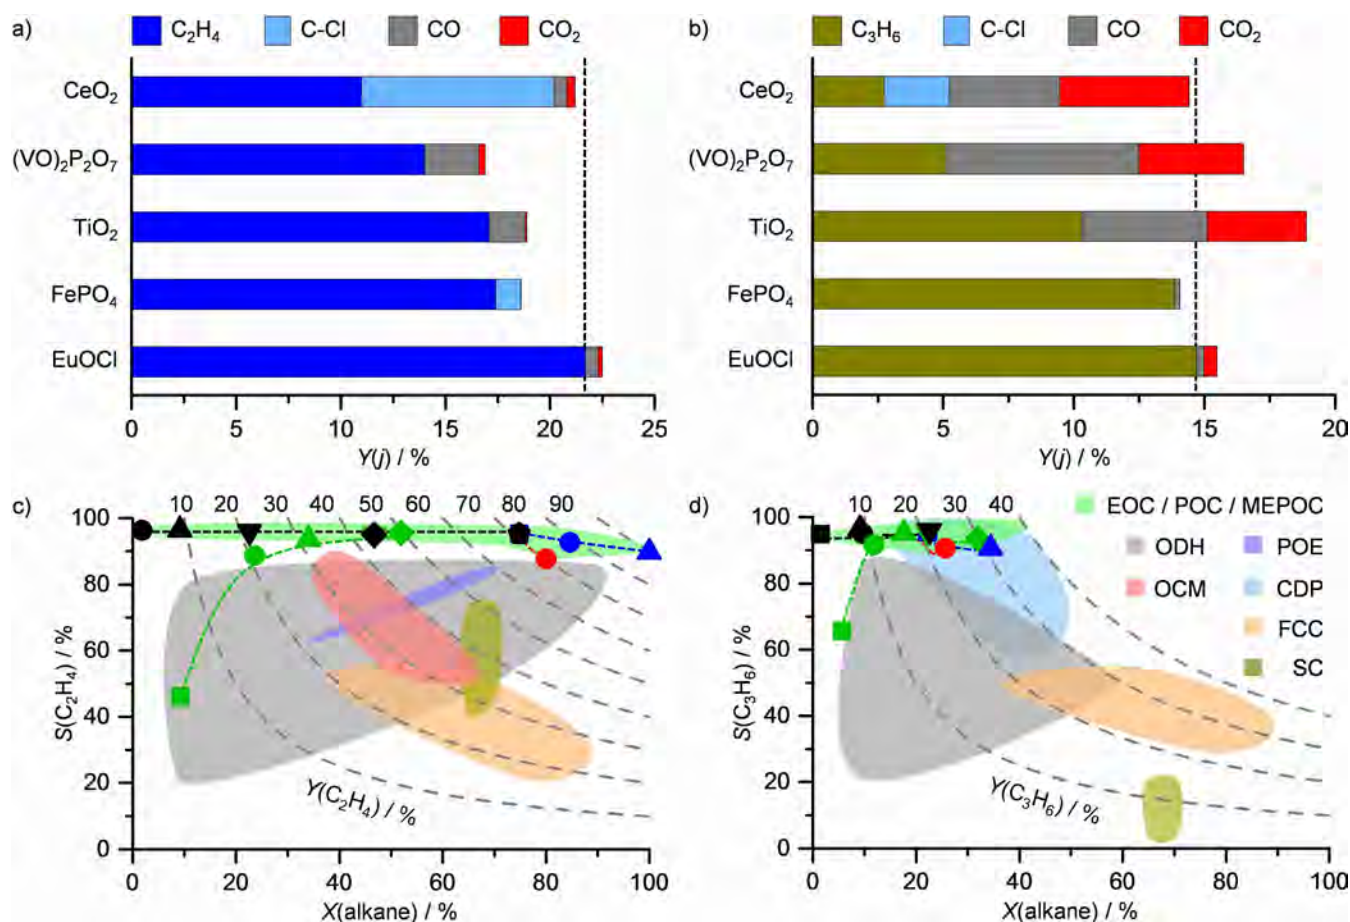 a) C₂H₄ C-Cl CO CO₂
CeO₂
(VO)₂P₂O₇
TiO₂
FePO₄
EuOCl
0 5 10 15 20 25
Y(j) / %
b) C₃H₆ C-Cl CO CO₂
CeO₂
(VO)₂P₂O₇
TiO₂
FePO₄
EuOCl
0 5 10 15 20
Y(j) / %
c) 10 20 30 40 50 60 70 80 90
100
80
60
40
20
0
S(C₂H₄) / %
Y(C₂H₄) / %
0 20 40 60 80 100
X(alkane) / %
d) 10 20 30 40
100
80
60
40
20
0
S(C₃H₆) / %
Y(C₃H₆) / %
0 20 40 60 80 100
X(alkane) / %
EOC / POC / MEPOC
ODH POE
OCM CDP
FCC
SC